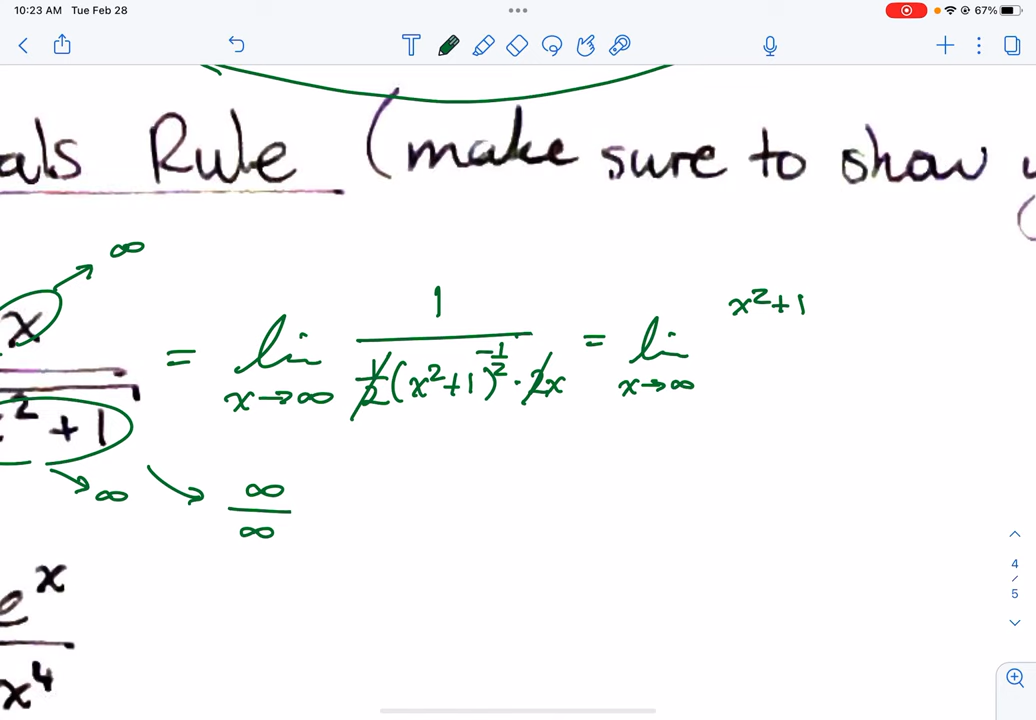 10:23 AM Tue Feb 28
67%
als Rule (make sure to show y
∞
x
x² + 1
= lim x→∞ 1 / (1/2 (x² + 1)^(-1/2) · 2x) = lim x→∞ x² + 1
→ ∞
∞ / ∞
e^x
x⁴
4
/
5